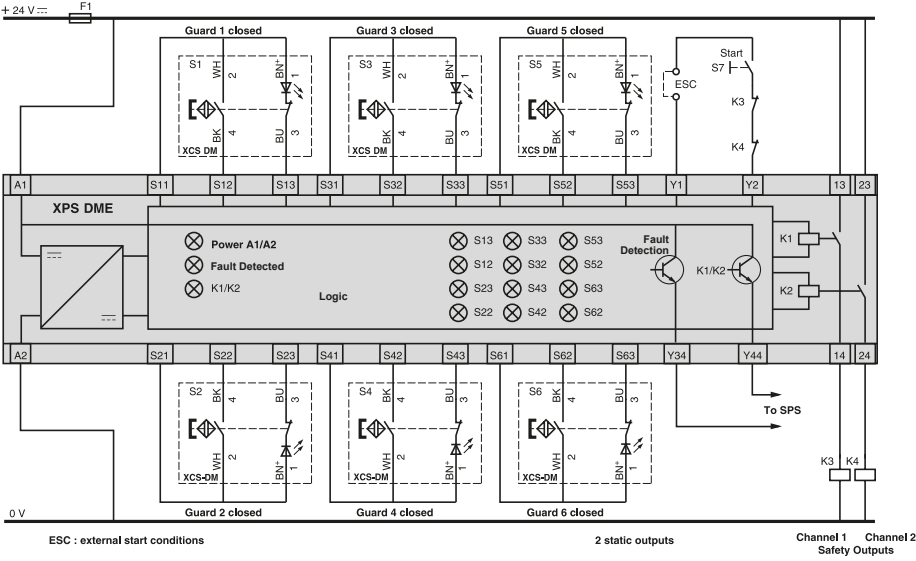 + 24 V F1
Guard 1 closed Guard 3 closed Guard 5 closed
S1 WH 2 BN+ 1 S3 WH 2 BN+ 1 S5 WH 2 BN+ 1 Start
S7
ESC
K3
BK 4 BU 3 BK 4 BU 3 BK 4 BU 3 K4
XCS DM XCS DM XCS DM
A1 S11 S12 S13 S31 S32 S33 S51 S52 S53 Y1 Y2 13 23
XPS DME
Power A1/A2 S13 S33 S53 Fault Detection K1
Fault Detected S12 S32 S52 K1/K2
K1/K2 S23 S43 S63 K2
Logic
S22 S42 S62
A2 S21 S22 S23 S41 S42 S43 S61 S62 S63 Y34 Y44 14 24
S2 BK 4 BU 3 S4 BK 4 BU 3 S6 BK 4 BU 3
To SPS
WH 2 BN+ 1 WH 2 BN+ 1 WH 2 BN+ 1 K3 K4
XCS-DM XCS-DM XCS-DM
0 V Guard 2 closed Guard 4 closed Guard 6 closed
ESC : external start conditions 2 static outputs Channel 1 Channel 2
Safety Outputs